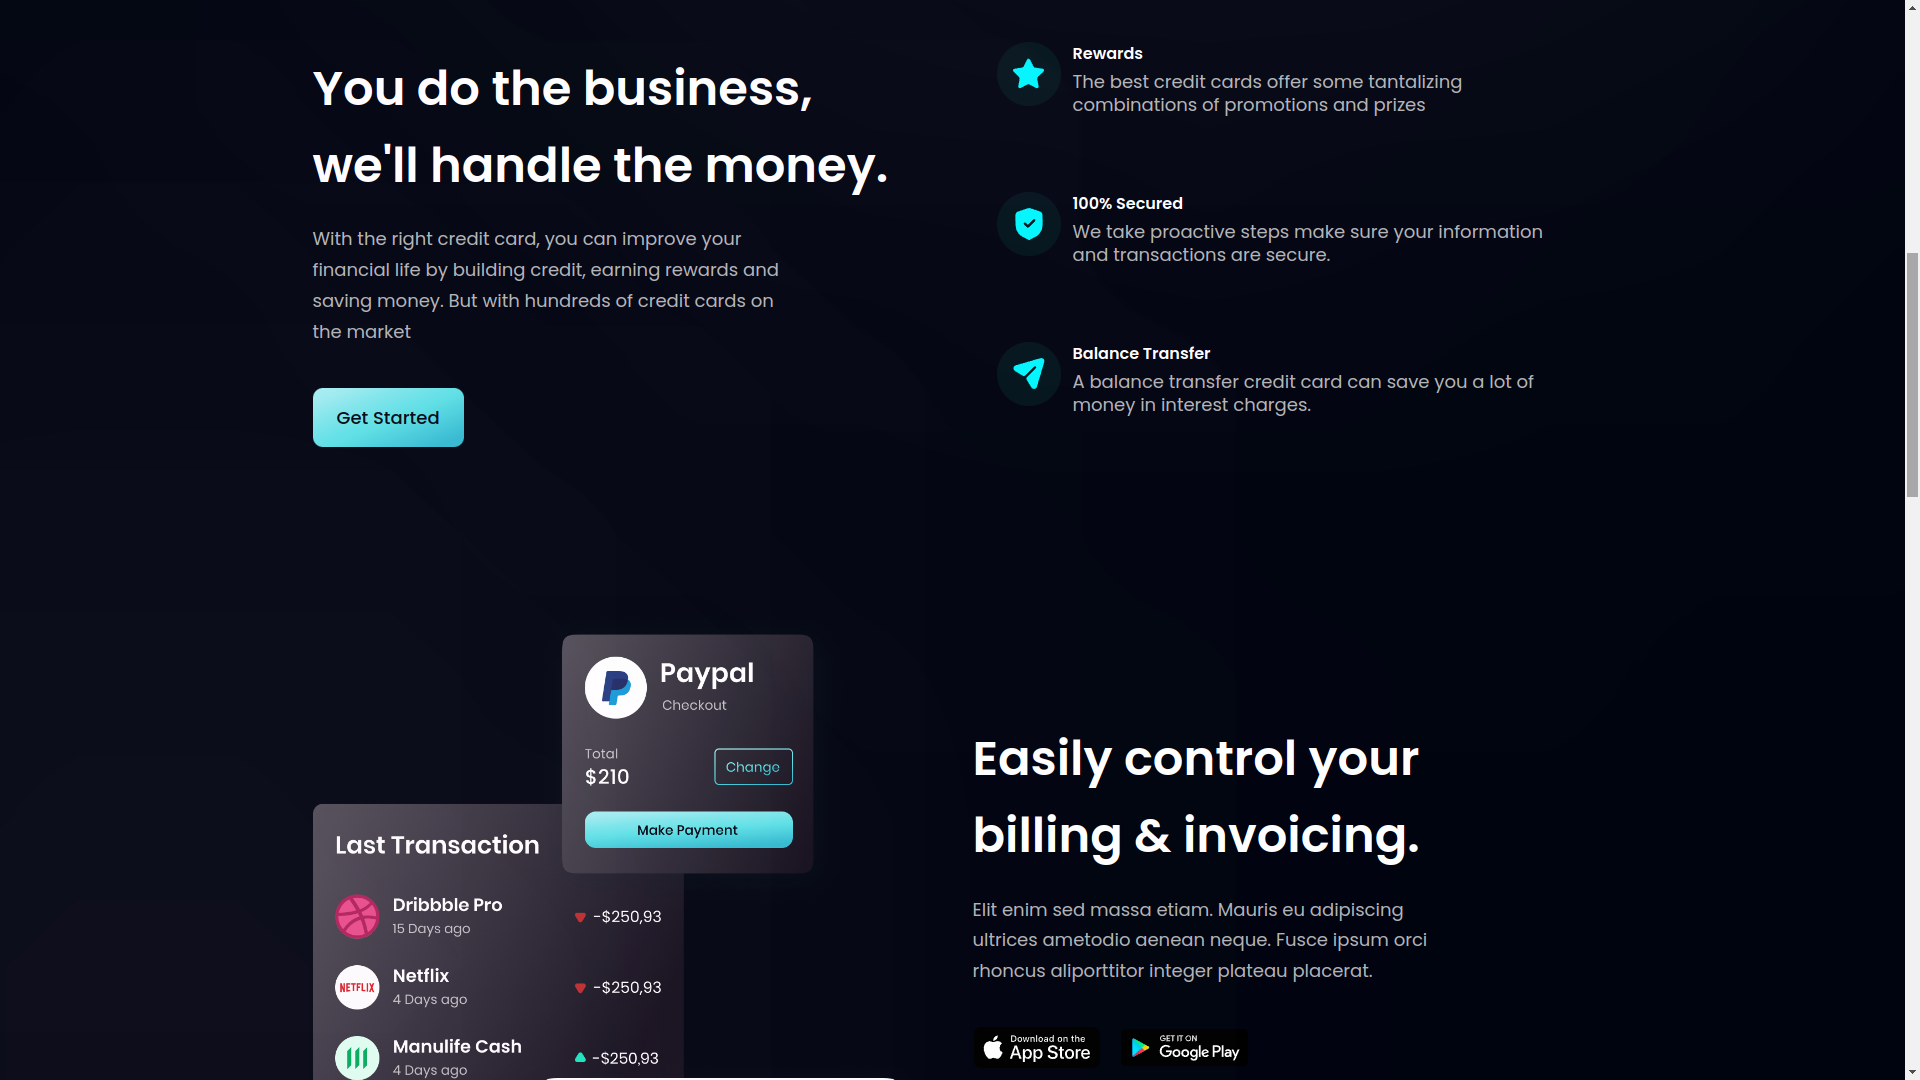 You do the business,
we'll handle the money.
With the right credit card, you can improve your
financial life by building credit, earning rewards and
saving money. But with hundreds of credit cards on
the market
Get Started
Rewards
The best credit cards offer some tantalizing
combinations of promotions and prizes
100% Secured
We take proactive steps make sure your information
and transactions are secure.
Balance Transfer
A balance transfer credit card can save you a lot of
money in interest charges.
Paypal
Checkout
Total
$210
Change
Make Payment
Last Transaction
Dribbble Pro
15 Days ago
-$250,93
NETFLIX
Netflix
4 Days ago
-$250,93
Manulife Cash
4 Days ago
-$250,93
Easily control your
billing & invoicing.
Elit enim sed massa etiam. Mauris eu adipiscing
ultrices ametodio aenean neque. Fusce ipsum orci
rhoncus aliporttitor integer plateau placerat.
Download on the
App Store
GET IT ON
Google Play